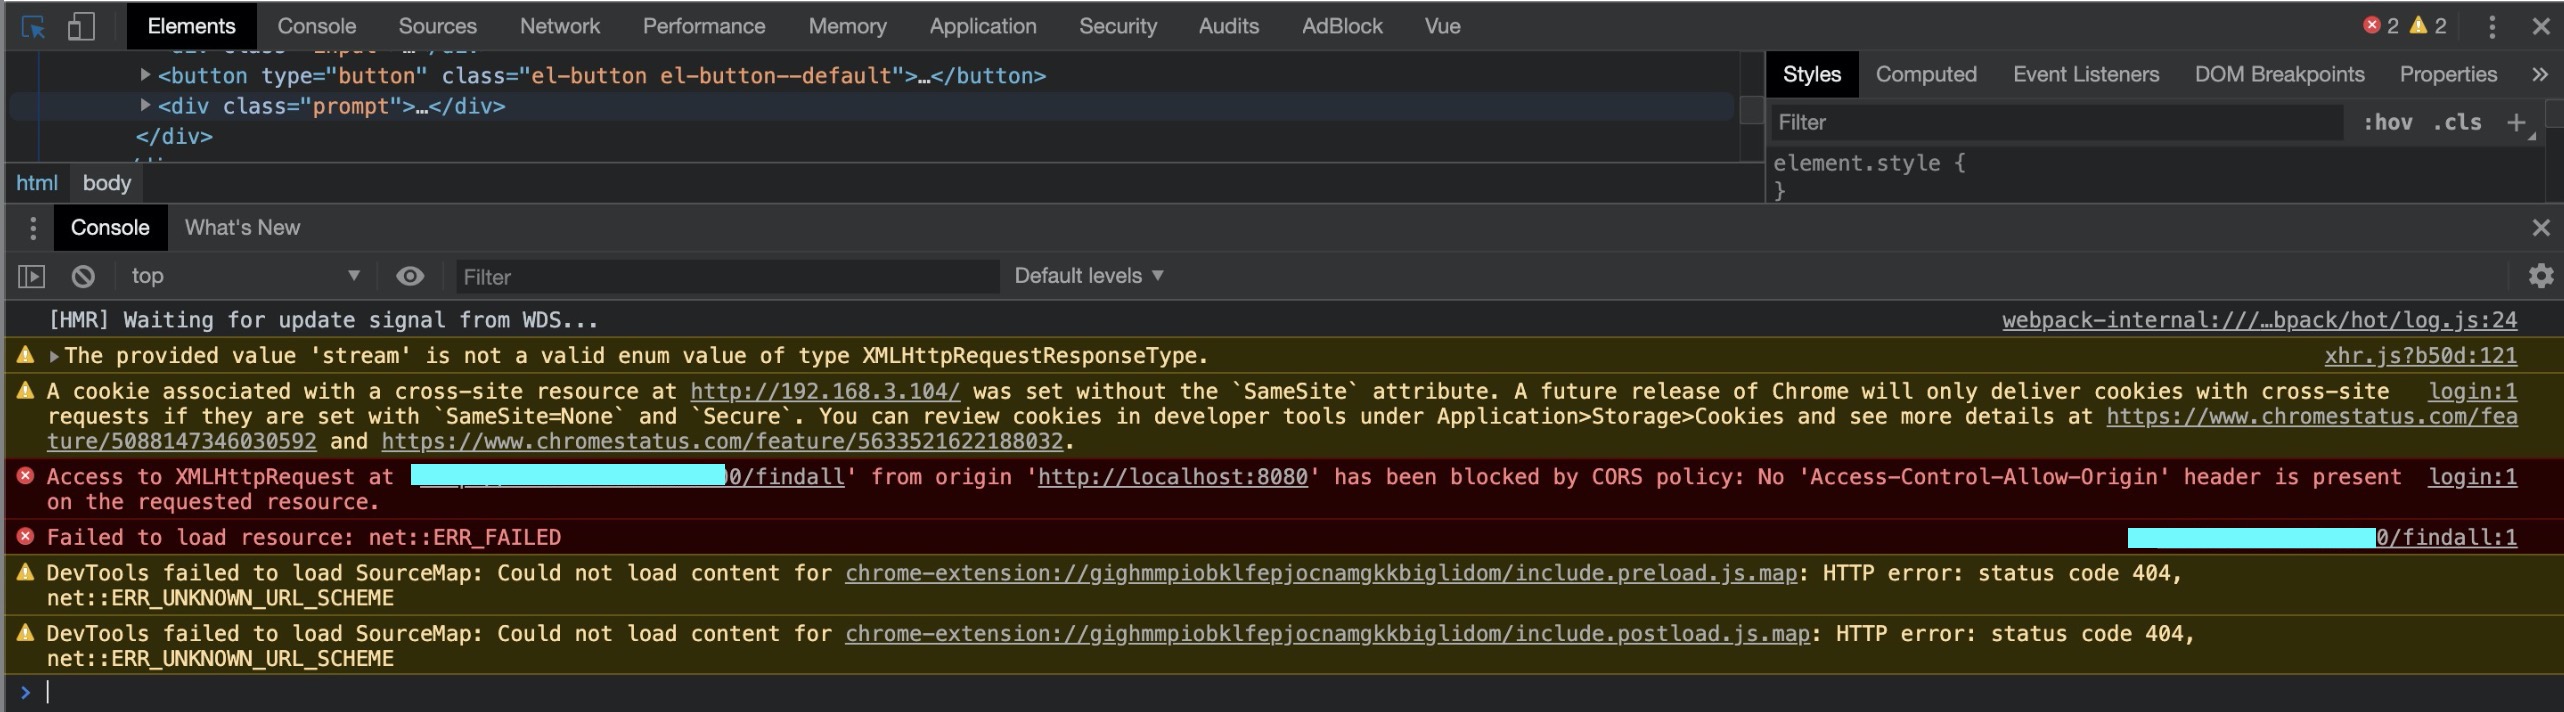 Elements Console Sources Network Performance Memory Application Security Audits AdBlock Vue 2 2
<button type="button" class="el-button el-button--default">…</button>
<div class="prompt">…</div>
</div>
Styles Computed Event Listeners DOM Breakpoints Properties »
Filter :hov .cls +
element.style {
}
html body
Console What's New
top Filter Default levels
[HMR] Waiting for update signal from WDS... webpack-internal:///…bpack/hot/log.js:24
The provided value 'stream' is not a valid enum value of type XMLHttpRequestResponseType. xhr.js?b50d:121
A cookie associated with a cross-site resource at http://192.168.3.104/ was set without the `SameSite` attribute. A future release of Chrome will only deliver cookies with cross-site login:1
requests if they are set with `SameSite=None` and `Secure`. You can review cookies in developer tools under Application>Storage>Cookies and see more details at https://www.chromestatus.com/fea
ture/5088147346030592 and https://www.chromestatus.com/feature/5633521622188032.
Access to XMLHttpRequest at 0/findall' from origin 'http://localhost:8080' has been blocked by CORS policy: No 'Access-Control-Allow-Origin' header is present login:1
on the requested resource.
Failed to load resource: net::ERR_FAILED 0/findall:1
DevTools failed to load SourceMap: Could not load content for chrome-extension://gighmmpiobklfepjocnamgkkbiglidom/include.preload.js.map: HTTP error: status code 404,
net::ERR_UNKNOWN_URL_SCHEME
DevTools failed to load SourceMap: Could not load content for chrome-extension://gighmmpiobklfepjocnamgkkbiglidom/include.postload.js.map: HTTP error: status code 404,
net::ERR_UNKNOWN_URL_SCHEME
>